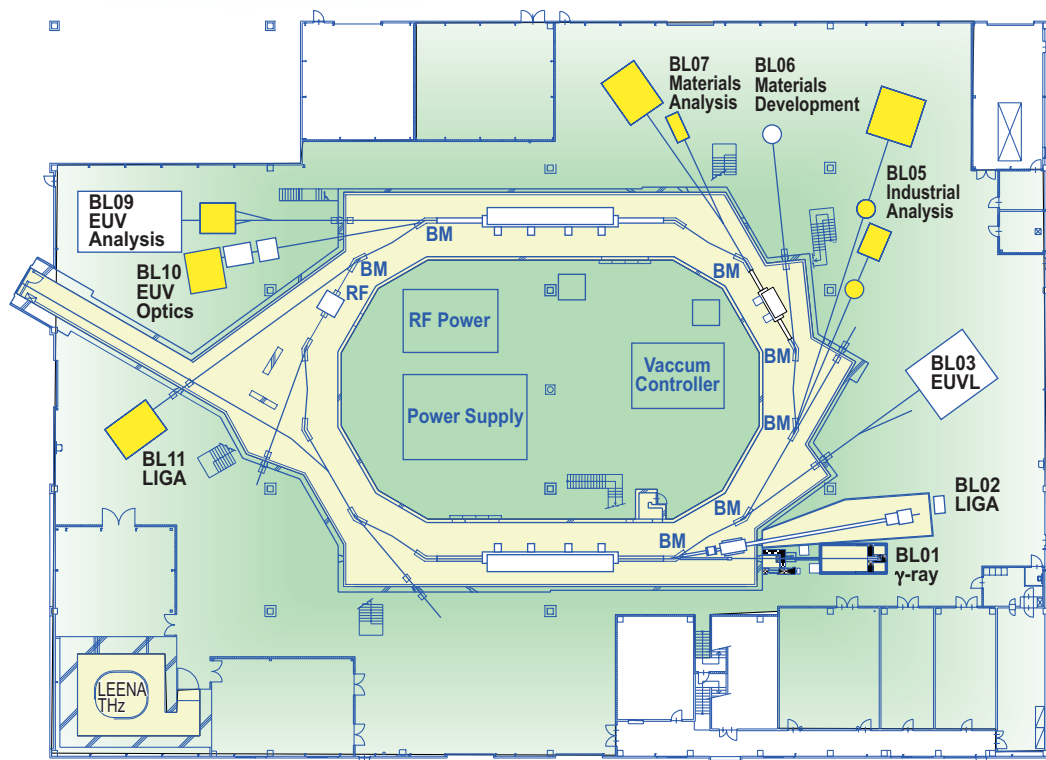 BL07
Materials
Analysis
BL06
Materials
Development
BL05
Industrial
Analysis
BL09
EUV
Analysis
BL10
EUV
Optics
BM
BM
RF
BM
RF Power
Vaccum
Controller
BM
BL03
EUVL
Power Supply
BM
BL11
LIGA
BL02
LIGA
BM
BM
BL01
γ-ray
LEENA
THz